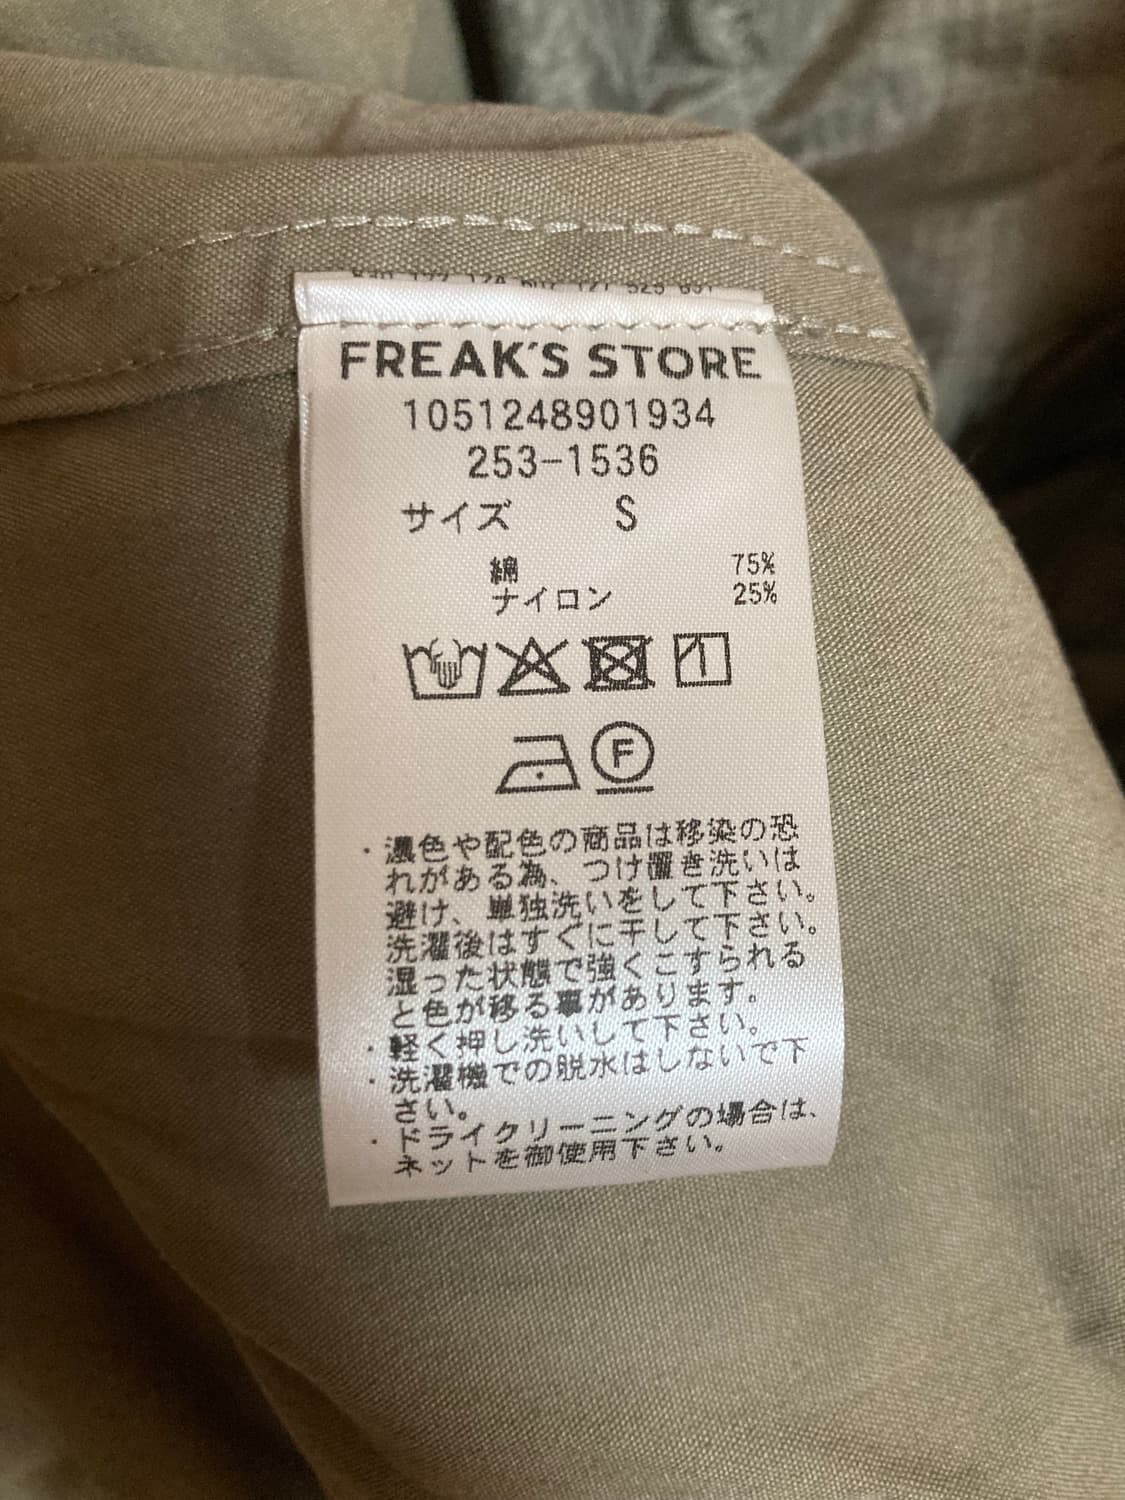 FREAK'S STORE
1051248901934
253-1536
サイズ S
綿 75%
ナイロン 25%
F
・濃色や配色の商品は移染の恐
れがある為、つけ置き洗いは
避け、単独洗いをして下さい。
洗濯後はすぐに干して下さい。
湿った状態で強くこすられる
と色が移る事があります。
・軽く押し洗いして下さい。
・洗濯機での脱水はしないで下
さい。
・ドライクリーニングの場合は、
ネットを御使用下さい。